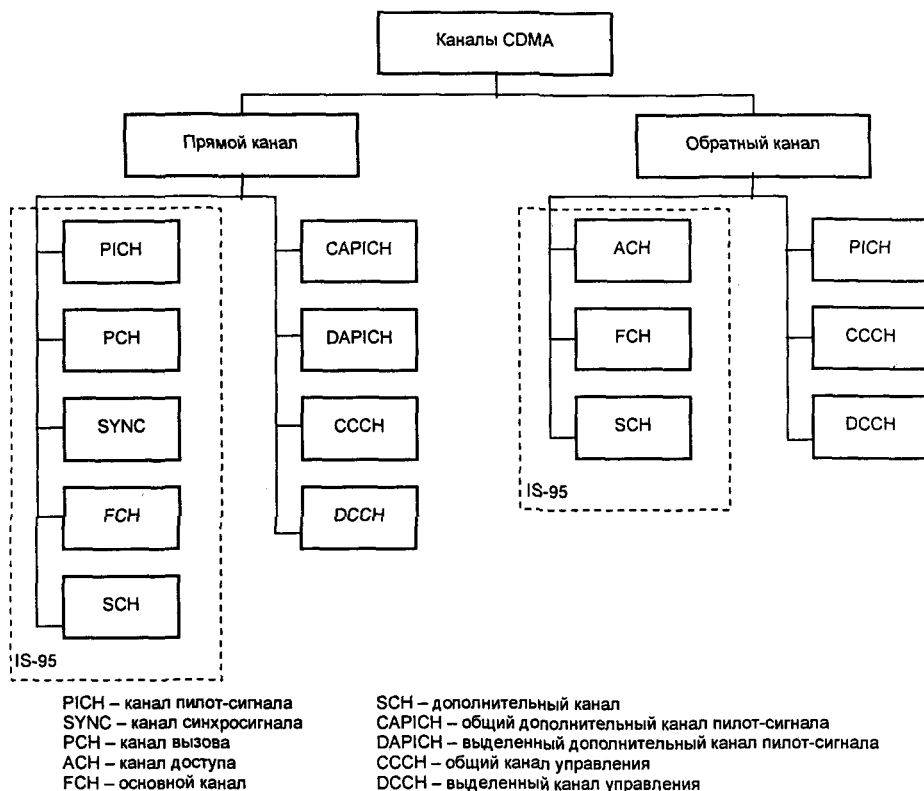 Каналы CDMA
Прямой канал
Обратный канал
PICH
CAPICH
PCH
DAPICH
SYNC
CCCH
FCH
DCCH
SCH
IS-95
ACH
PICH
FCH
CCCH
SCH
DCCH
IS-95
PICH – канал пилот-сигнала
SYNC – канал синхросигнала
PCH – канал вызова
ACH – канал доступа
FCH – основной канал
SCH – дополнительный канал
CAPICH – общий дополнительный канал пилот-сигнала
DAPICH – выделенный дополнительный канал пилот-сигнала
CCCH – общий канал управления
DCCH – выделенный канал управления